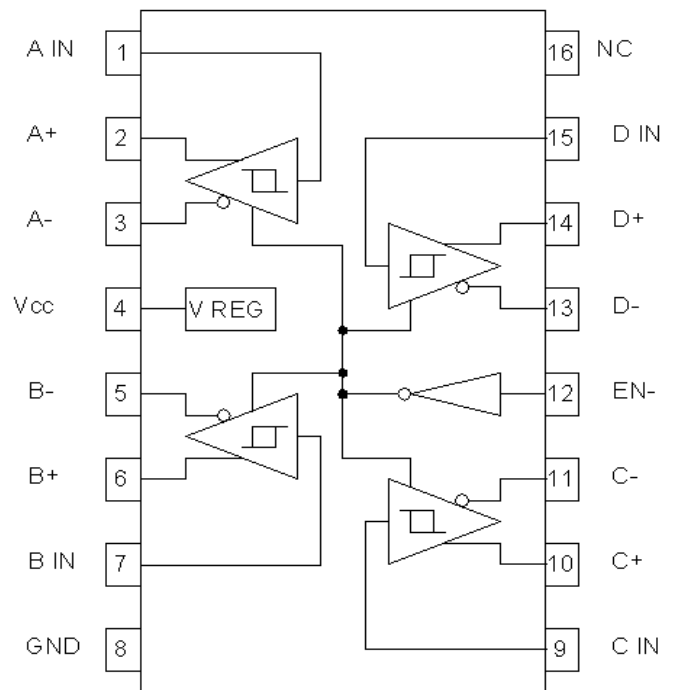 A IN 1 16 NC
A+ 2 15 D IN
A- 3 14 D+
Vcc 4 V REG 13 D-
B- 5 12 EN-
B+ 6 11 C-
B IN 7 10 C+
GND 8 9 C IN